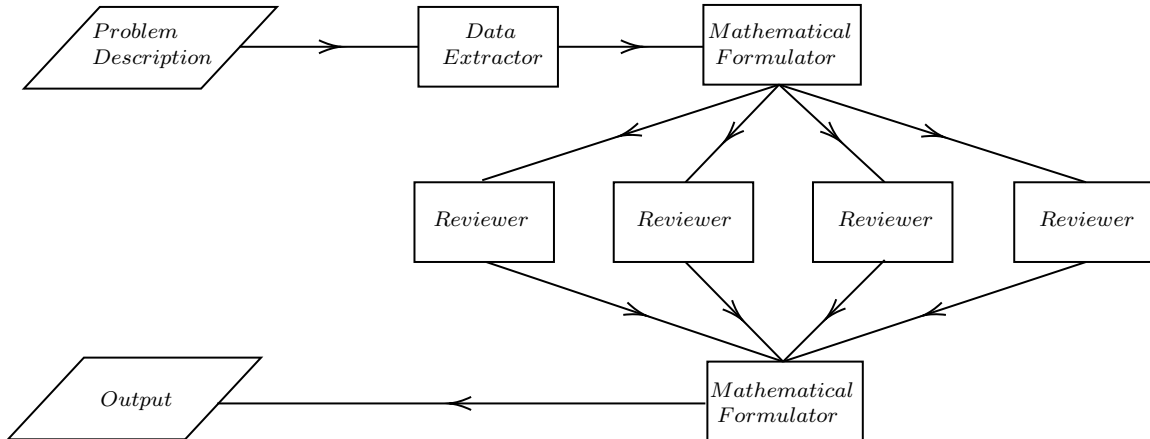 Problem
Description
Data
Extractor
Mathematical
Formulator
Reviewer
Reviewer
Reviewer
Reviewer
Output
Mathematical
Formulator